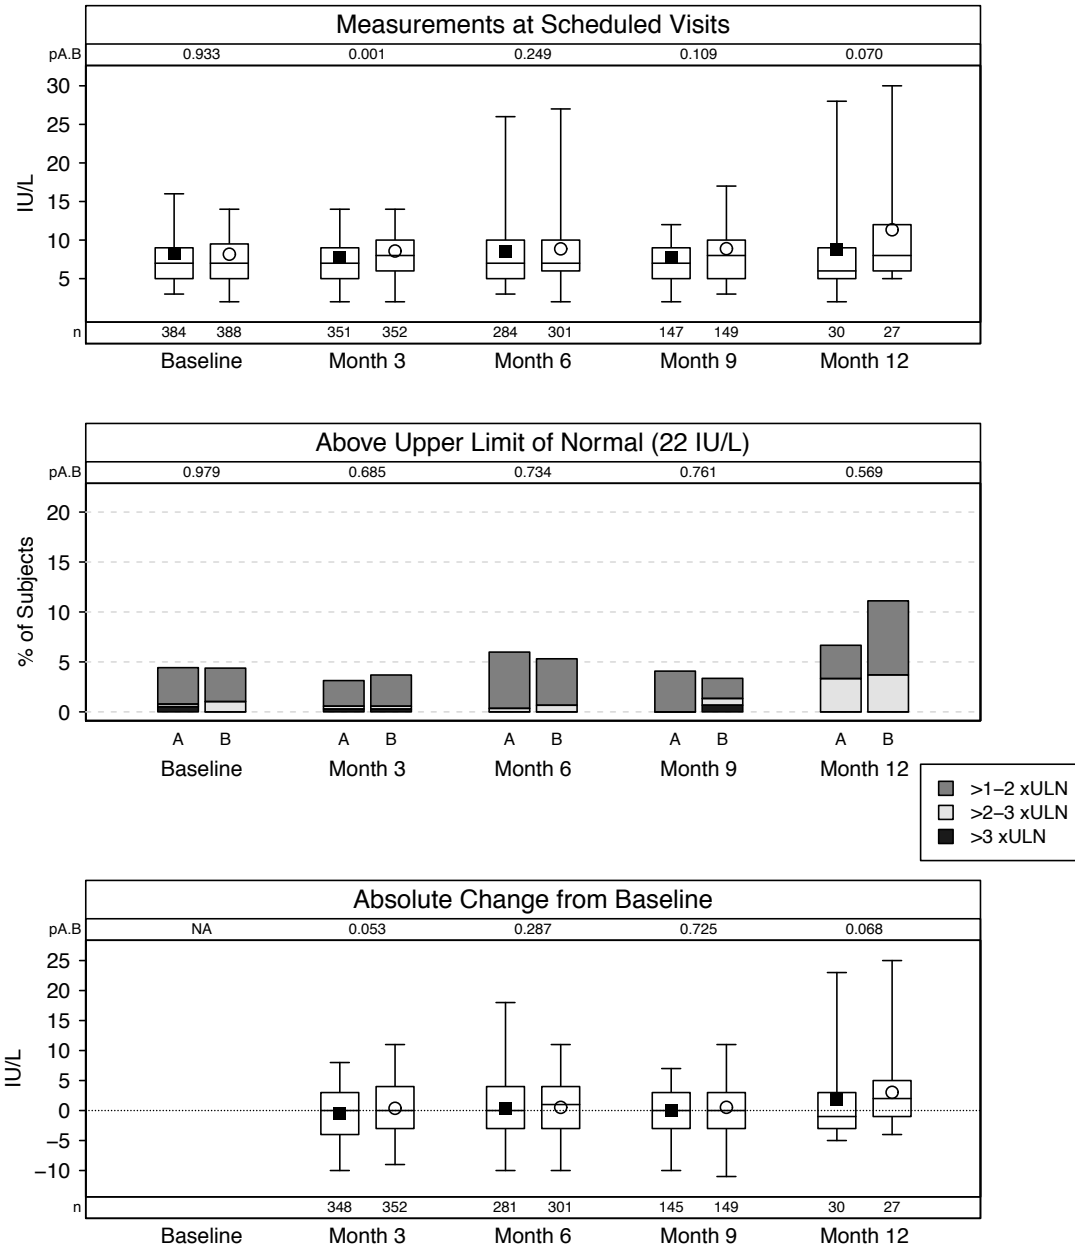 Measurements at Scheduled Visits
pA.B 0.933 0.001 0.249 0.109 0.070
30
25
20
15
10
5
IU/L
n 384 388 351 352 284 301 147 149 30 27
Baseline Month 3 Month 6 Month 9 Month 12
Above Upper Limit of Normal (22 IU/L)
pA.B 0.979 0.685 0.734 0.761 0.569
20
15
10
5
0
% of Subjects
A B A B A B A B A B
Baseline Month 3 Month 6 Month 9 Month 12
>1−2 xULN
>2−3 xULN
>3 xULN
Absolute Change from Baseline
pA.B NA 0.053 0.287 0.725 0.068
25
20
15
10
5
0
−5
−10
IU/L
n 348 352 281 301 145 149 30 27
Baseline Month 3 Month 6 Month 9 Month 12